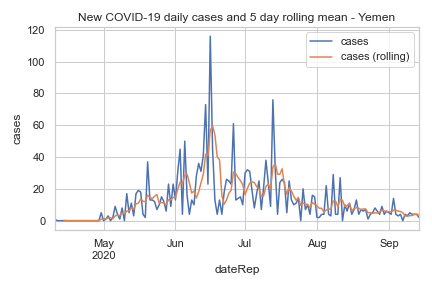 New COVID-19 daily cases and 5 day rolling mean - Yemen
cases
cases (rolling)
cases
120
100
80
60
40
20
0
May
2020
Jun
Jul
Aug
Sep
dateRep